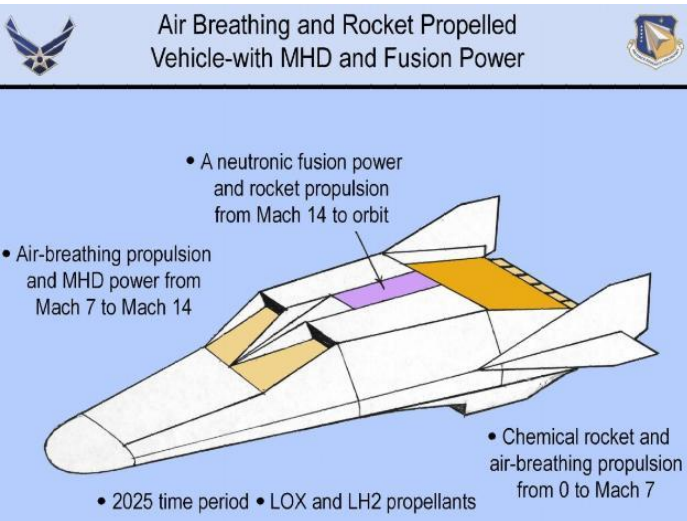 Air Breathing and Rocket Propelled
Vehicle-with MHD and Fusion Power
• A neutronic fusion power
and rocket propulsion
from Mach 14 to orbit
• Air-breathing propulsion
and MHD power from
Mach 7 to Mach 14
• Chemical rocket and
air-breathing propulsion
from 0 to Mach 7
• 2025 time period • LOX and LH2 propellants